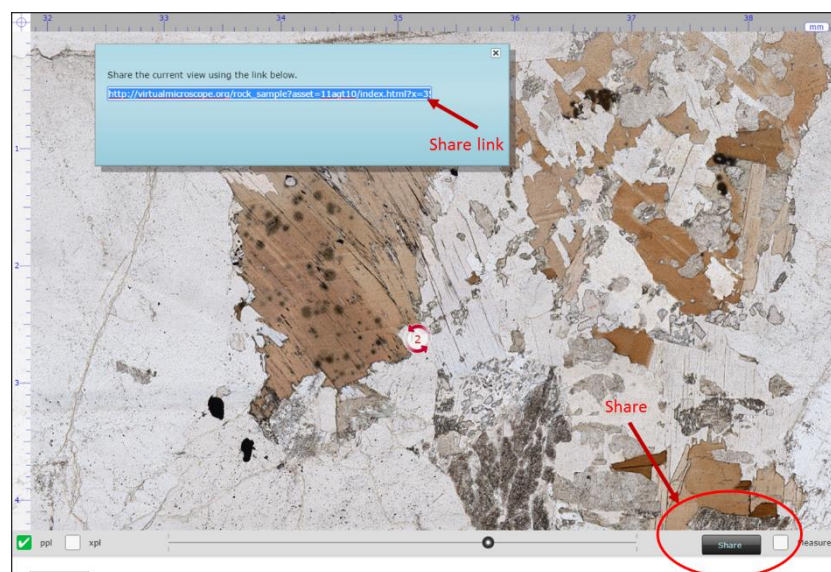 32 33 34 35 36 37 38
mm
Share the current view using the link below.
http://virtualmicroscope.org/rock_sample?asset=11agt10/index.html?x=35
Share link
1
2
2
3
Share
4
ppl xpl Share Measure